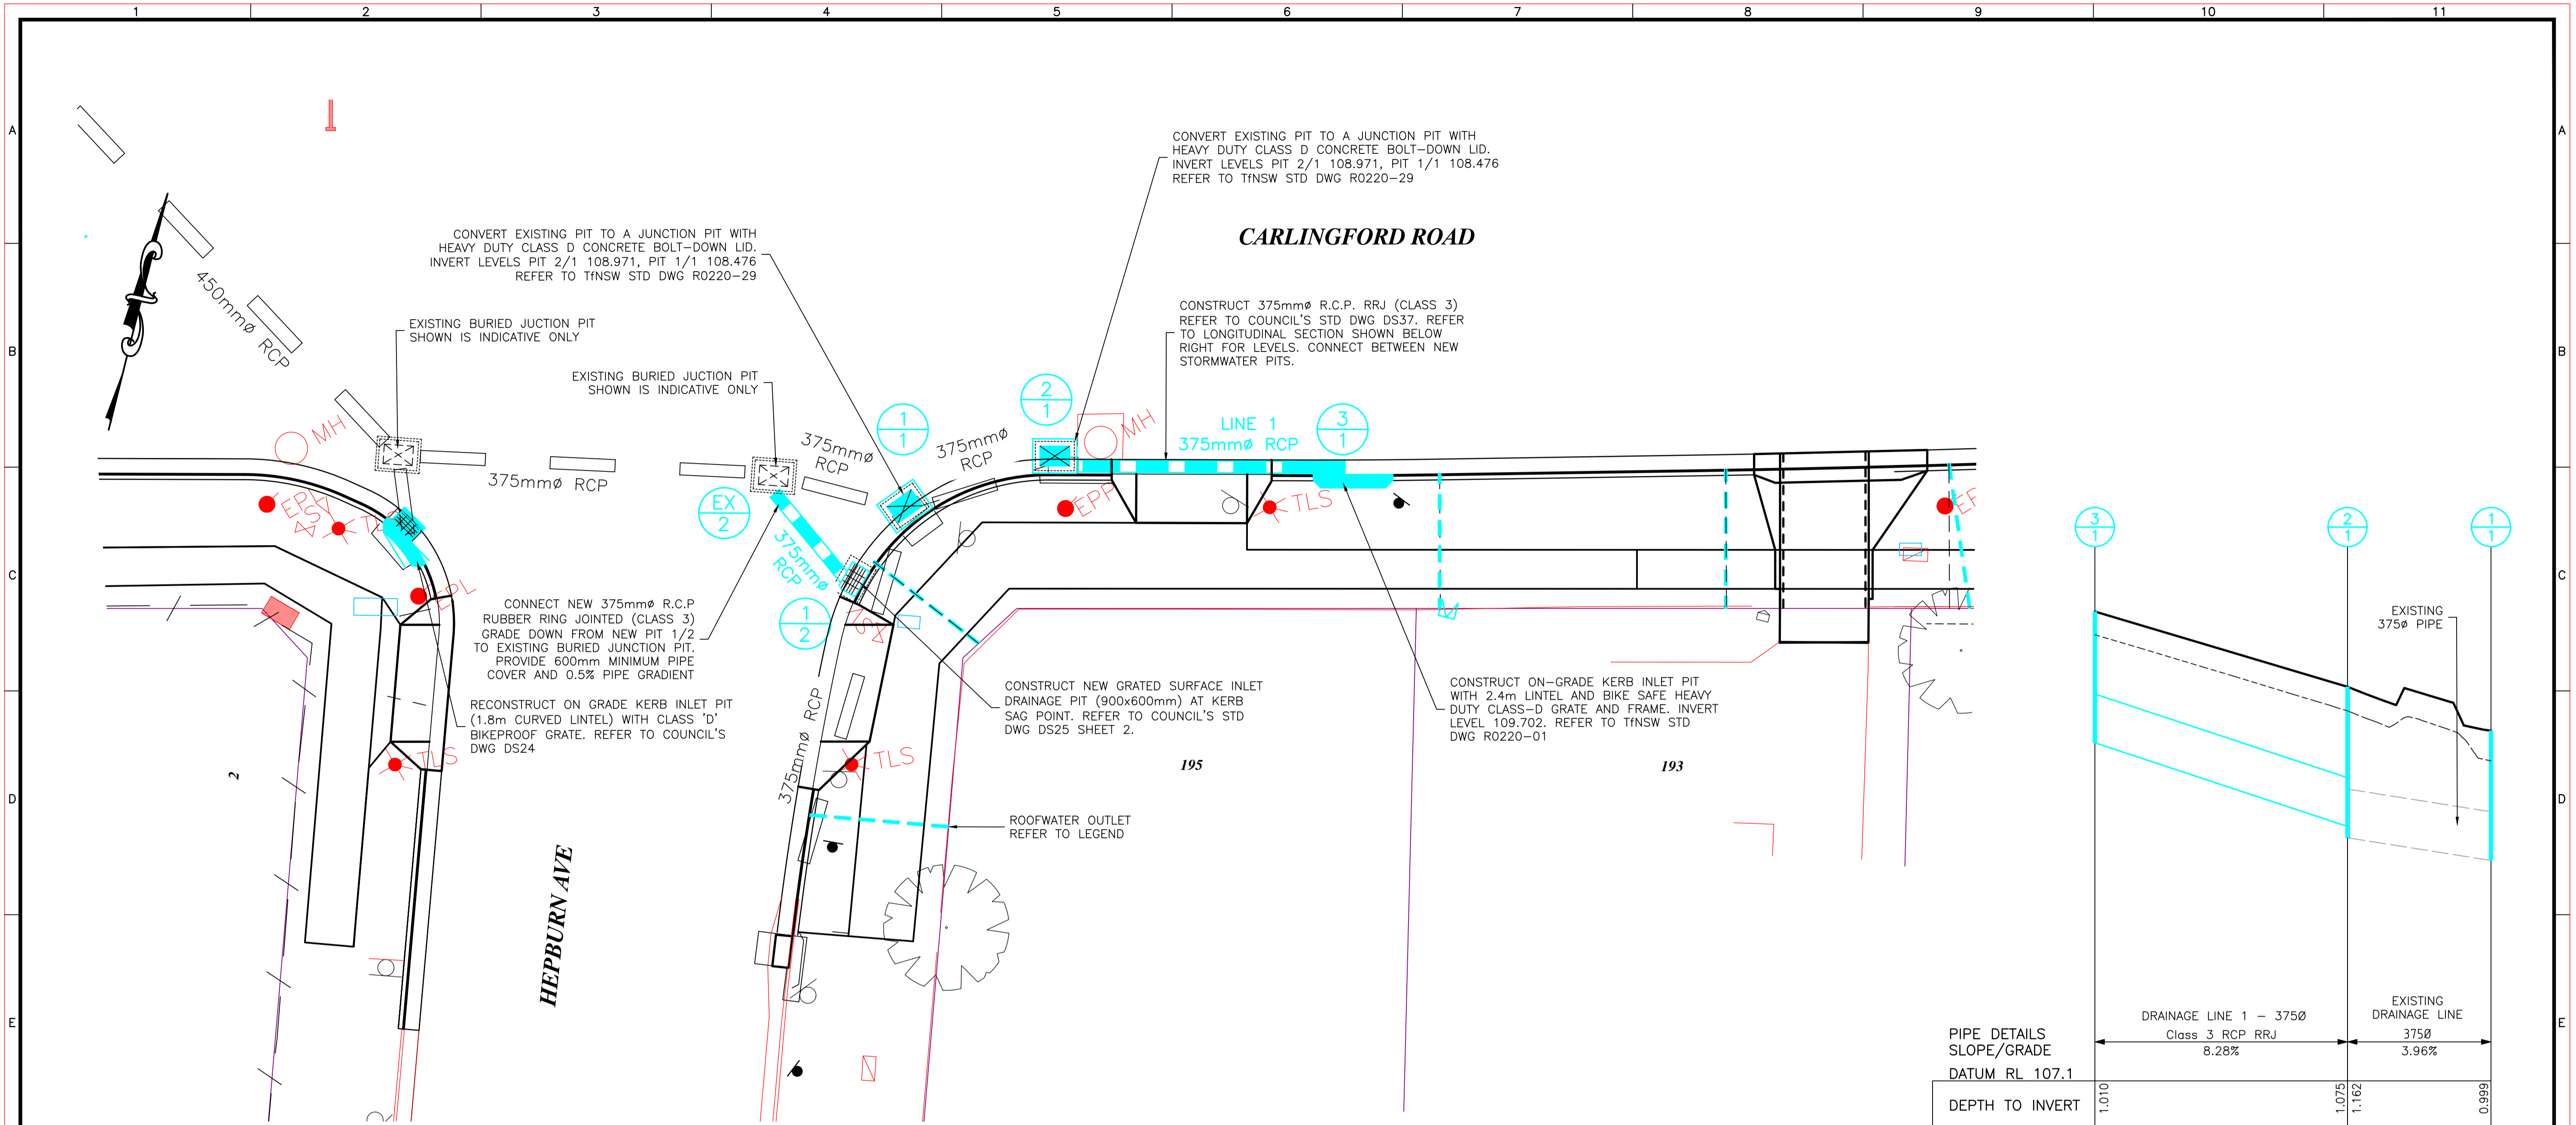 1 2 3 4 5 6 7 8 9 10 11
A
A
CONVERT EXISTING PIT TO A JUNCTION PIT WITH
HEAVY DUTY CLASS D CONCRETE BOLT-DOWN LID.
INVERT LEVELS PIT 2/1 108.971, PIT 1/1 108.476
REFER TO TfNSW STD DWG R0220-29
CONVERT EXISTING PIT TO A JUNCTION PIT WITH
HEAVY DUTY CLASS D CONCRETE BOLT-DOWN LID.
INVERT LEVELS PIT 2/1 108.971, PIT 1/1 108.476
REFER TO TfNSW STD DWG R0220-29
CARLINGFORD ROAD
450mmø RCP
EXISTING BURIED JUCTION PIT
SHOWN IS INDICATIVE ONLY
CONSTRUCT 375mmø R.C.P. RRJ (CLASS 3)
REFER TO COUNCIL'S STD DWG DS37. REFER
TO LONGITUDINAL SECTION SHOWN BELOW
RIGHT FOR LEVELS. CONNECT BETWEEN NEW
STORMWATER PITS.
B
B
EXISTING BURIED JUCTION PIT
SHOWN IS INDICATIVE ONLY
MH
1
1
2
1
MH
LINE 1
375mmø RCP
3
1
375mmø
RCP
375mmø
RCP
375mmø RCP
EX
2
EPL
SV
TLS
EPP
TLS
EPP
375mmø
RCP
3
1
2
1
1
1
C
C
EPL
1
2
CONNECT NEW 375mmø R.C.P
RUBBER RING JOINTED (CLASS 3)
GRADE DOWN FROM NEW PIT 1/2
TO EXISTING BURIED JUNCTION PIT.
PROVIDE 600mm MINIMUM PIPE
COVER AND 0.5% PIPE GRADIENT
EXISTING
375ø PIPE
RECONSTRUCT ON GRADE KERB INLET PIT
(1.8m CURVED LINTEL) WITH CLASS 'D'
BIKEPROOF GRATE. REFER TO COUNCIL'S
DWG DS24
CONSTRUCT NEW GRATED SURFACE INLET
DRAINAGE PIT (900x600mm) AT KERB
SAG POINT. REFER TO COUNCIL'S STD
DWG DS25 SHEET 2.
CONSTRUCT ON-GRADE KERB INLET PIT
WITH 2.4m LINTEL AND BIKE SAFE HEAVY
DUTY CLASS-D GRATE AND FRAME. INVERT
LEVEL 109.702. REFER TO TfNSW STD
DWG R0220-01
375mmø RCP
TLS
TLS
2
195
193
D
D
ROOFWATER OUTLET
REFER TO LEGEND
HEPBURN AVE
E
E
PIPE DETAILS
SLOPE/GRADE
DRAINAGE LINE 1 - 375Ø
Class 3 RCP RRJ
8.28%
EXISTING
DRAINAGE LINE
375Ø
3.96%
DATUM RL 107.1
DEPTH TO INVERT
1.010
1.075
1.162
0.999